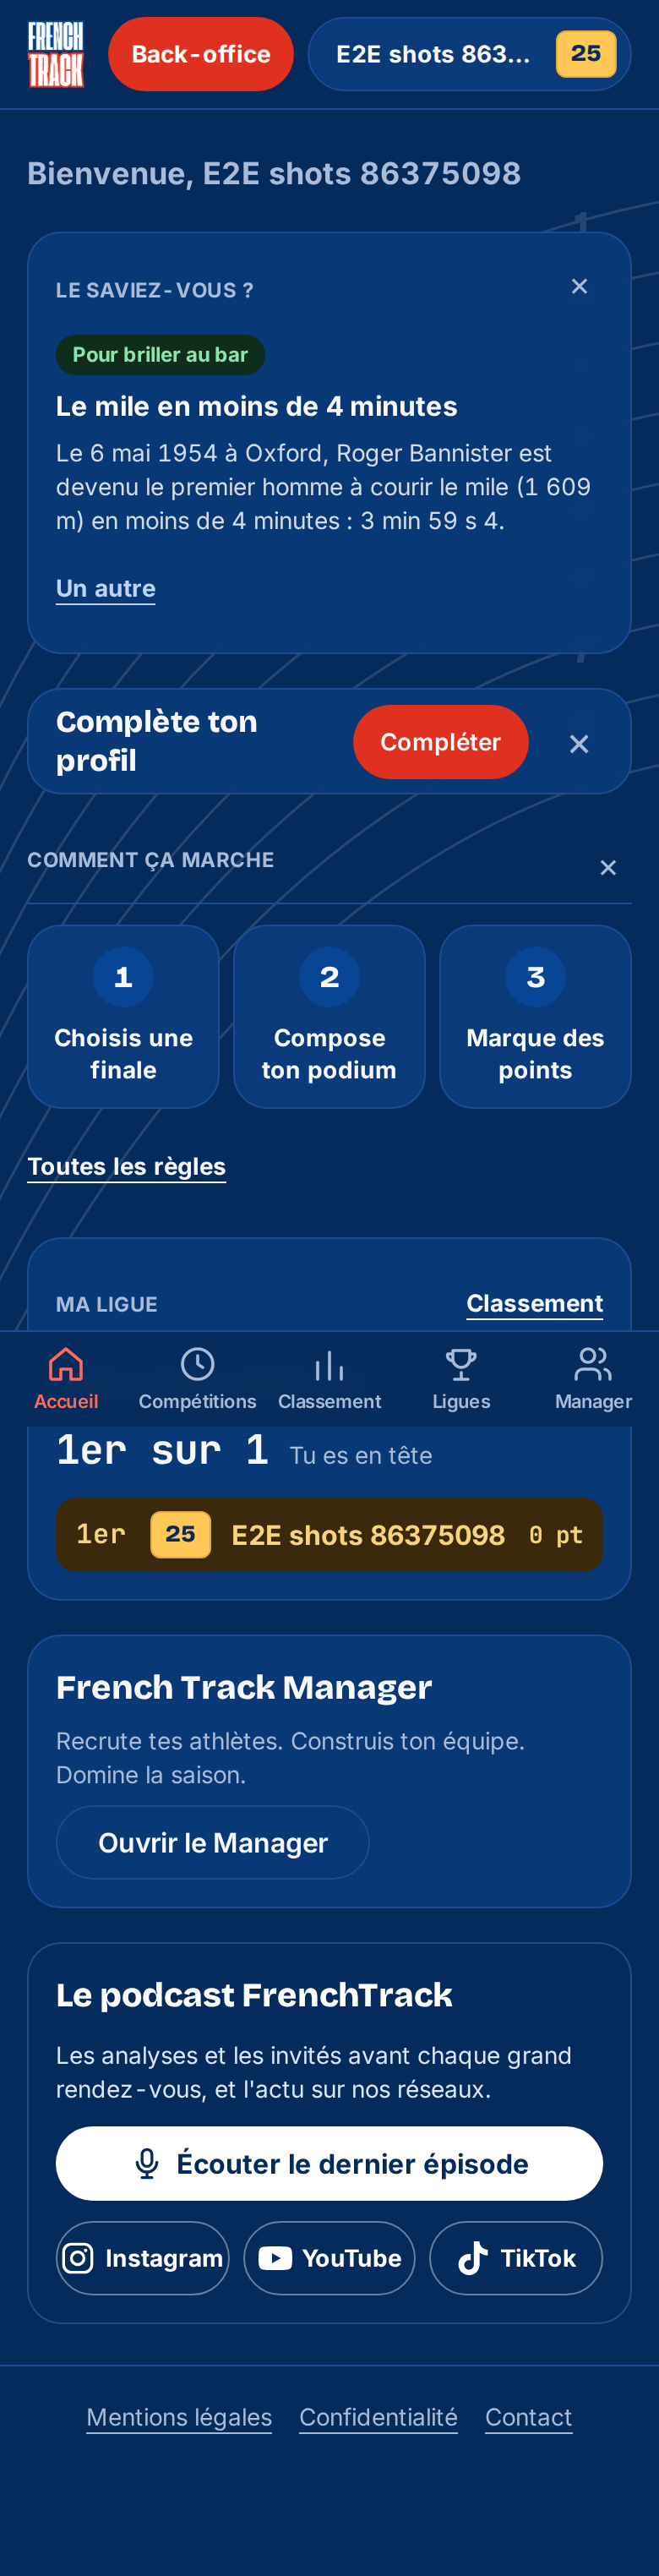 FRENCH
TRACK
Back-office
E2E shots 863...
25
Bienvenue, E2E shots 86375098
LE SAVIEZ-VOUS ?
Pour briller au bar
Le mile en moins de 4 minutes
Le 6 mai 1954 à Oxford, Roger Bannister est
devenu le premier homme à courir le mile (1 609
m) en moins de 4 minutes : 3 min 59 s 4.
Un autre
Complète ton
profil
Compléter
COMMENT ÇA MARCHE
1
Choisis une
finale
2
Compose
ton podium
3
Marque des
points
Toutes les règles
MA LIGUE
Classement
Accueil
Compétitions
Classement
Ligues
Manager
1er sur 1
Tu es en tête
1er
25
E2E shots 86375098
0 pt
French Track Manager
Recrute tes athlètes. Construis ton équipe.
Domine la saison.
Ouvrir le Manager
Le podcast FrenchTrack
Les analyses et les invités avant chaque grand
rendez-vous, et l'actu sur nos réseaux.
Écouter le dernier épisode
Instagram
YouTube
TikTok
Mentions légales
Confidentialité
Contact